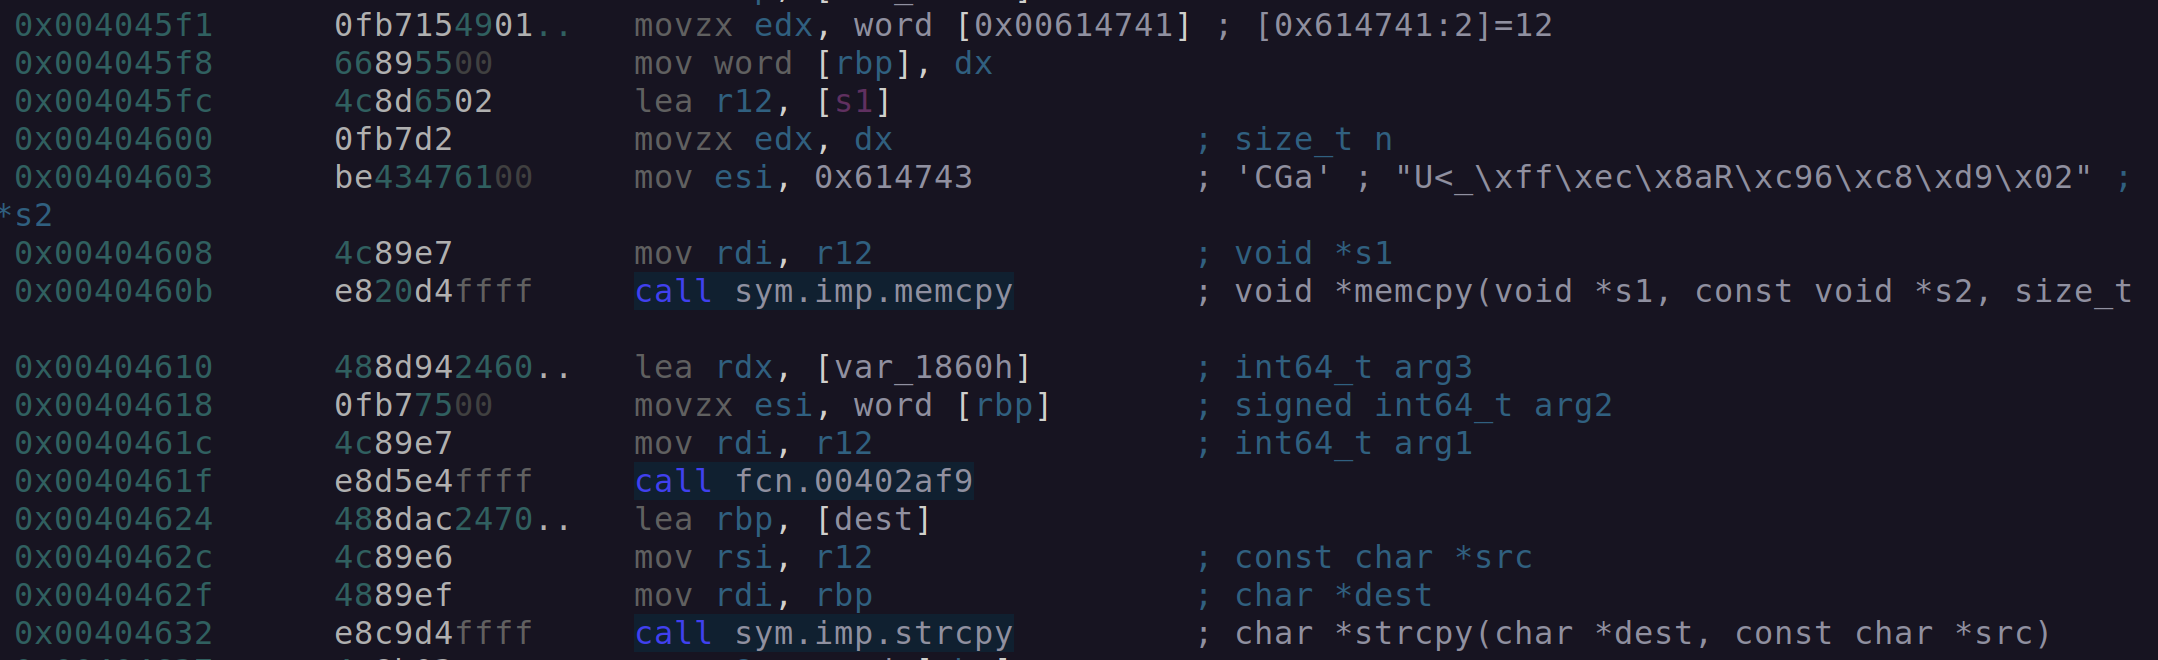 0x004045f1 0fb7154901.. movzx edx, word [0x00614741] ; [0x614741:2]=12
0x004045f8 66895500 mov word [rbp], dx
0x004045fc 4c8d6502 lea r12, [s1]
0x00404600 0fb7d2 movzx edx, dx ; size_t n
0x00404603 be43476100 mov esi, 0x614743 ; 'CGa' ; "U<_\xff\xec\x8aR\xc96\xc8\xd9\x02" ;
*s2
0x00404608 4c89e7 mov rdi, r12 ; void *s1
0x0040460b e820d4ffff call sym.imp.memcpy ; void *memcpy(void *s1, const void *s2, size_t
0x00404610 488d942460.. lea rdx, [var_1860h] ; int64_t arg3
0x00404618 0fb77500 movzx esi, word [rbp] ; signed int64_t arg2
0x0040461c 4c89e7 mov rdi, r12 ; int64_t arg1
0x0040461f e8d5e4ffff call fcn.00402af9
0x00404624 488dac2470.. lea rbp, [dest]
0x0040462c 4c89e6 mov rsi, r12 ; const char *src
0x0040462f 4889ef mov rdi, rbp ; char *dest
0x00404632 e8c9d4ffff call sym.imp.strcpy ; char *strcpy(char *dest, const char *src)